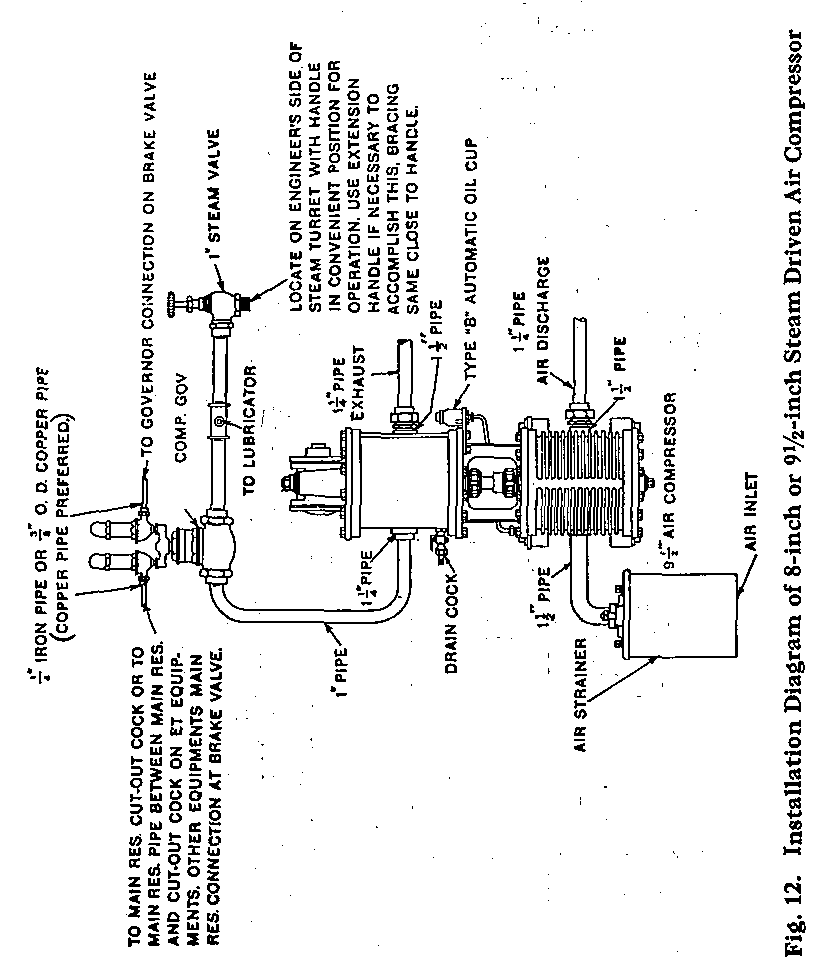 ¼" IRON PIPE OR ⅜" O. D. COPPER PIPE
(COPPER PIPE PREFERRED.)
TO MAIN RES. CUT-OUT COCK OR TO
MAIN RES. PIPE BETWEEN MAIN RES.
AND CUT-OUT COCK ON ET EQUIP-
MENTS. OTHER EQUIPMENTS MAIN
RES. CONNECTION AT BRAKE VALVE.
TO GOVERNOR CONNECTION ON BRAKE VALVE
COMP. GOV
1" STEAM VALVE
TO LUBRICATOR
LOCATE ON ENGINEER'S SIDE OF
STEAM TURRET WITH HANDLE
IN CONVENIENT POSITION FOR
OPERATION. USE EXTENSION
HANDLE IF NECESSARY TO
ACCOMPLISH THIS, BRACING
SAME CLOSE TO HANDLE.
1" PIPE
1¼" PIPE
1¼" PIPE
EXHAUST
1½" PIPE
DRAIN COCK
TYPE "B" AUTOMATIC OIL CUP
1¼" PIPE
AIR DISCHARGE
1½" PIPE
1½" PIPE
AIR STRAINER
9½" AIR COMPRESSOR
AIR INLET
Fig. 12. Installation Diagram of 8-inch or 9½-inch Steam Driven Air Compressor